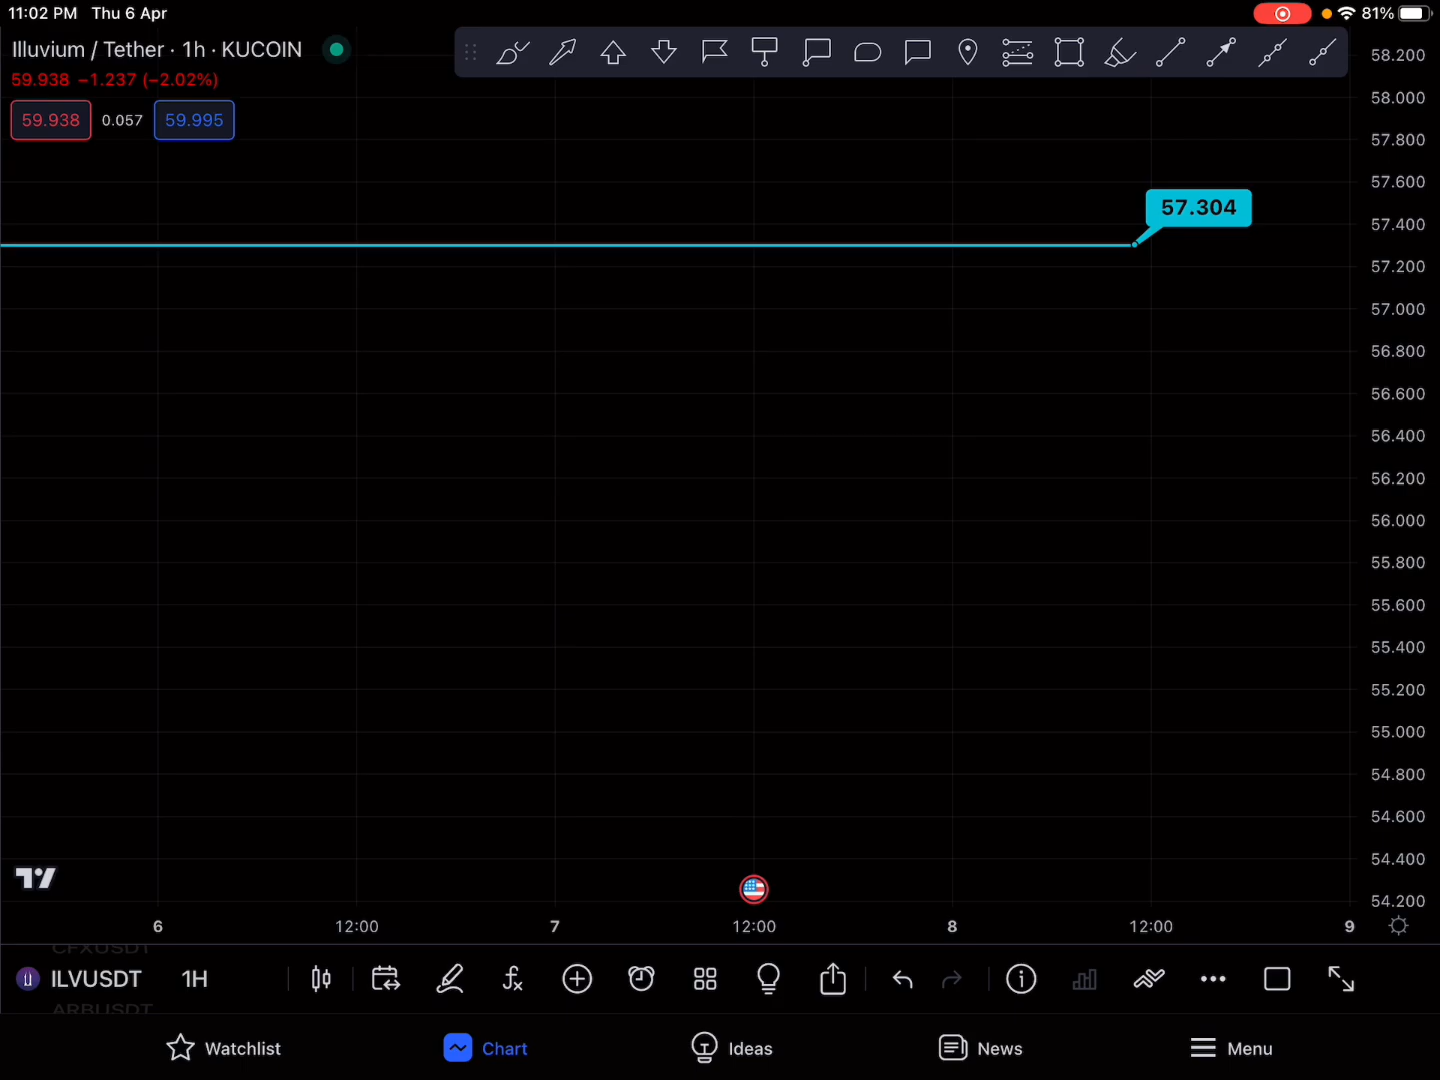 11:02 PM Thu 6 Apr
81%
Illuvium / Tether · 1h · KUCOIN
59.938 −1.237 (−2.02%)
59.938 0.057 59.995
58.200
58.000
57.800
57.600
57.304
57.400
57.200
57.000
56.800
56.600
56.400
56.200
56.000
55.800
55.600
55.400
55.200
55.000
54.800
54.600
54.400
54.200
6 12:00 7 12:00 8 12:00 9
CFXUSDT
ILVUSDT 1H
ARBUSDT
Watchlist Chart Ideas News Menu